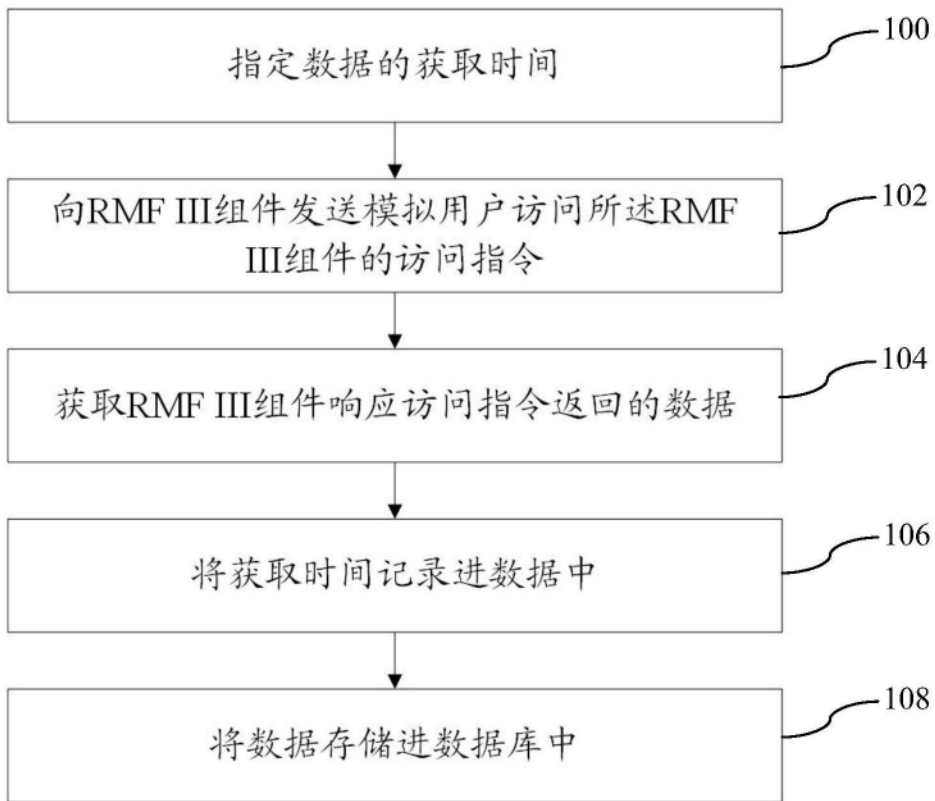 指定数据的获取时间
100
向RMF III组件发送模拟用户访问所述RMF
III组件的访问指令
102
获取RMF III组件响应访问指令返回的数据
104
将获取时间记录进数据中
106
将数据存储进数据库中
108